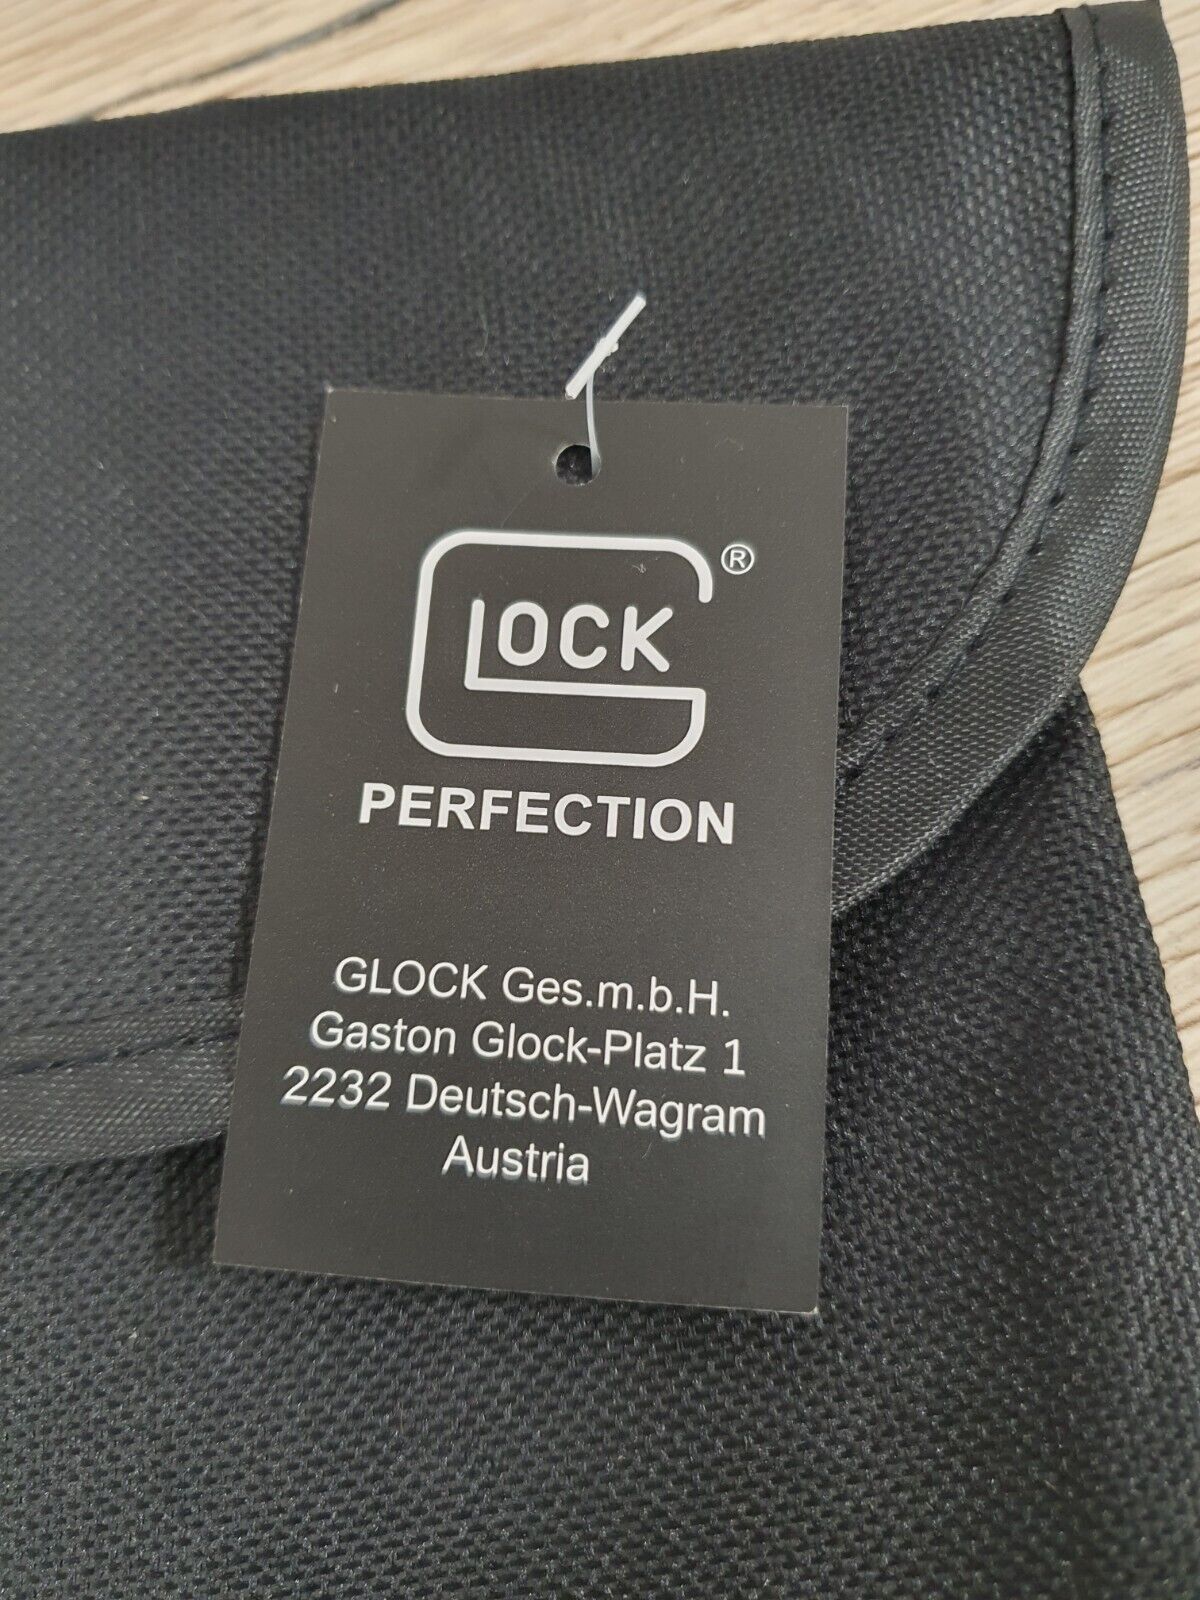 GLOCK ®
PERFECTION
GLOCK Ges.m.b.H.
Gaston Glock-Platz 1
2232 Deutsch-Wagram
Austria